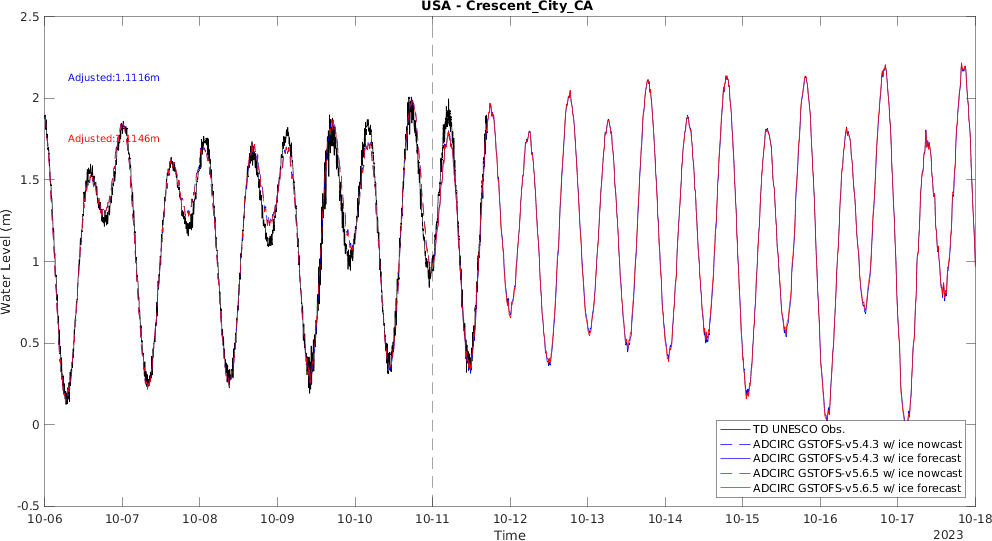 USA - Crescent_City_CA
2.5
2
1.5
1
0.5
0
-0.5
Water Level (m)
Adjusted:1.1116m
Adjusted:1.1146m
TD UNESCO Obs.
ADCIRC GSTOFS-v5.4.3 w/ ice nowcast
ADCIRC GSTOFS-v5.4.3 w/ ice forecast
ADCIRC GSTOFS-v5.6.5 w/ ice nowcast
ADCIRC GSTOFS-v5.6.5 w/ ice forecast
10-06 10-07 10-08 10-09 10-10 10-11 10-12 10-13 10-14 10-15 10-16 10-17 10-18
Time
2023